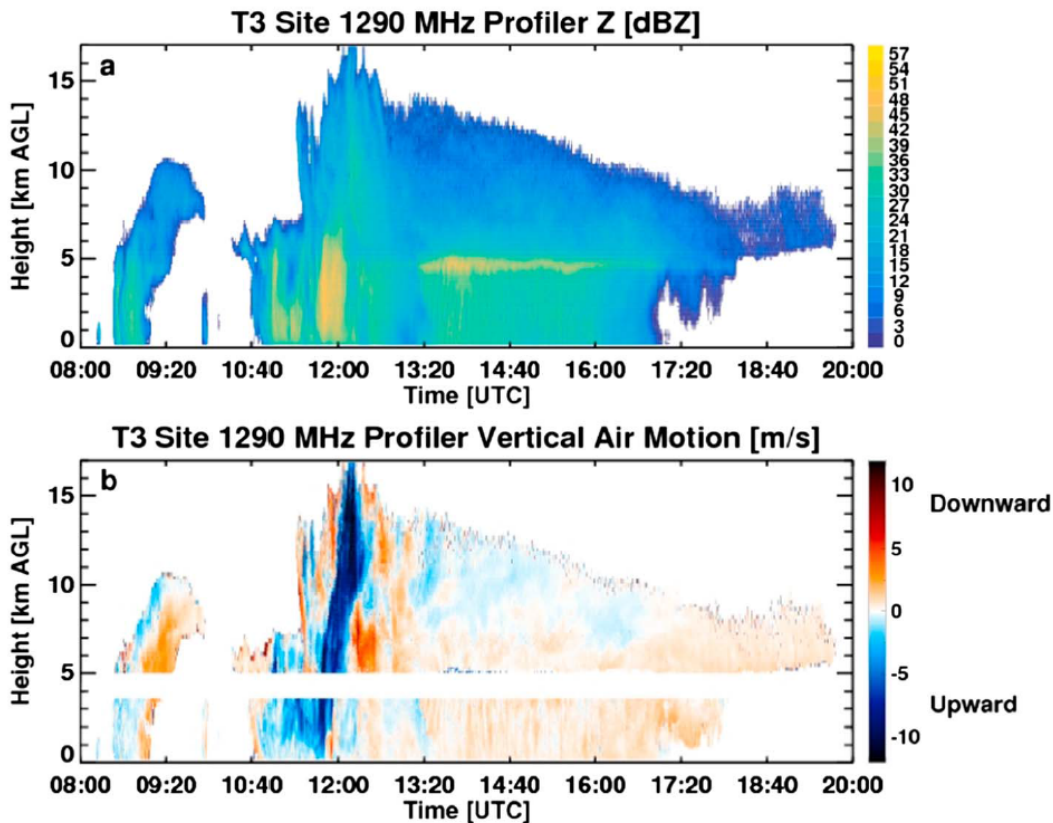 T3 Site 1290 MHz Profiler Z [dBZ]
a
Height [km AGL]
15
10
5
0
57
54
51
48
45
42
39
36
33
30
27
24
21
18
15
12
9
6
3
0
08:00 09:20 10:40 12:00 13:20 14:40 16:00 17:20 18:40 20:00
Time [UTC]
T3 Site 1290 MHz Profiler Vertical Air Motion [m/s]
b
Height [km AGL]
15
10
5
0
10
5
0
-5
-10
Downward
Upward
08:00 09:20 10:40 12:00 13:20 14:40 16:00 17:20 18:40 20:00
Time [UTC]